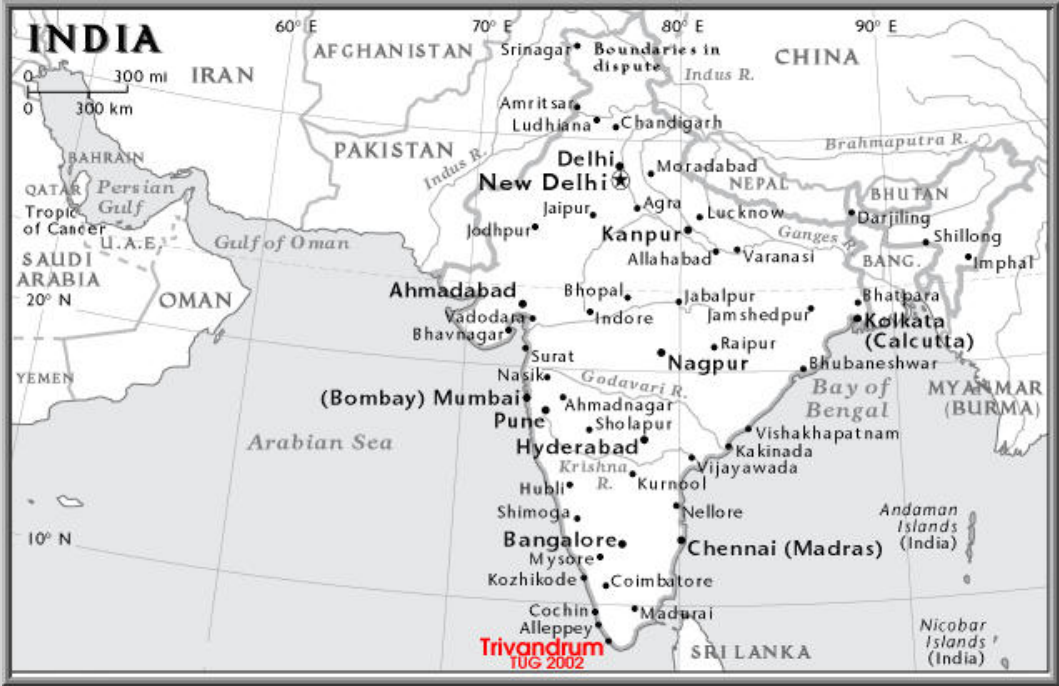 INDIA
60° E
70° E
80° E
90° E
0 300 mi
0 300 km
IRAN
AFGHANISTAN
Srinagar
Boundaries in
dispute
CHINA
Indus R.
Amritsar
Ludhiana
Chandigarh
PAKISTAN
Indus R.
Brahmaputra R.
BAHRAIN
Delhi
Moradabad
New Delhi
NEPAL
BHUTAN
QATAR
Persian
Gulf
Tropic
of Cancer
Jaipur
Agra
Lucknow
Darjiling
Jodhpur
Kanpur
Ganges R.
Shillong
U.A.E.
Gulf of Oman
Allahabad
Varanasi
BANG.
Imphal
SAUDI
ARABIA
20° N
OMAN
Ahmadabad
Bhopal
Jabalpur
Bhatpara
Vadodara
Indore
Jamshedpur
Kolkata
(Calcutta)
Bhavnagar
Surat
Raipur
Nagpur
Bhubaneshwar
YEMEN
Nasik
Godavari R.
Bay of
Bengal
MYANMAR
(BURMA)
(Bombay) Mumbai
Ahmadnagar
Pune
Sholapur
Vishakhapatnam
Arabian Sea
Hyderabad
Kakinada
Krishna
R.
Vijayawada
Kurnool
Hubli
Shimoga
Nellore
Andaman
Islands
(India)
10° N
Bangalore
Chennai (Madras)
Mysore
Kozhikode
Coimbatore
Cochin
Madurai
Alleppey
Trivandrum
TUG 2002
SRI LANKA
Nicobar
Islands
(India)